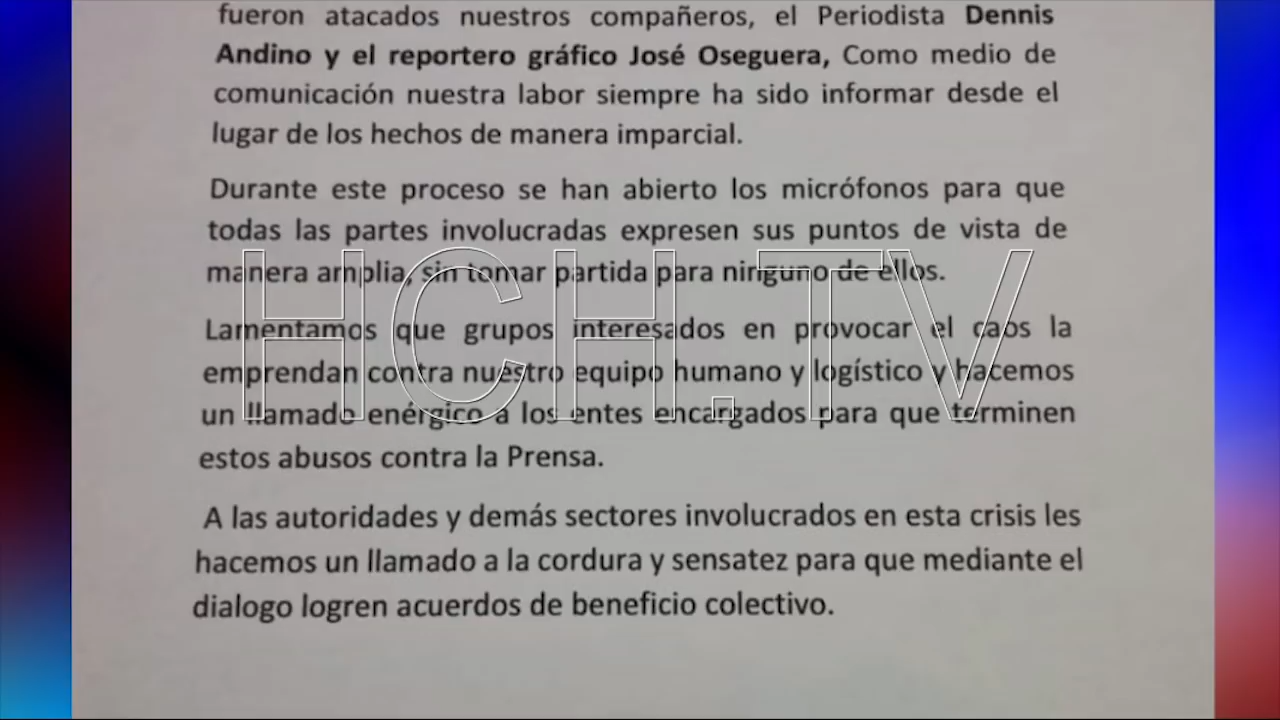 fueron atacados nuestros compañeros, el Periodista Dennis
Andino y el reportero gráfico José Oseguera, Como medio de
comunicación nuestra labor siempre ha sido informar desde el
lugar de los hechos de manera imparcial.
Durante este proceso se han abierto los micrófonos para que
todas las partes involucradas expresen sus puntos de vista de
manera amplia, sin tomar partida para ninguno de ellos.
Lamentamos que grupos interesados en provocar el caos la
emprendan contra nuestro equipo humano y logístico y hacemos
un llamado enérgico a los entes encargados para que terminen
estos abusos contra la Prensa.
A las autoridades y demás sectores involucrados en esta crisis les
hacemos un llamado a la cordura y sensatez para que mediante el
dialogo logren acuerdos de beneficio colectivo.
HCH.TV